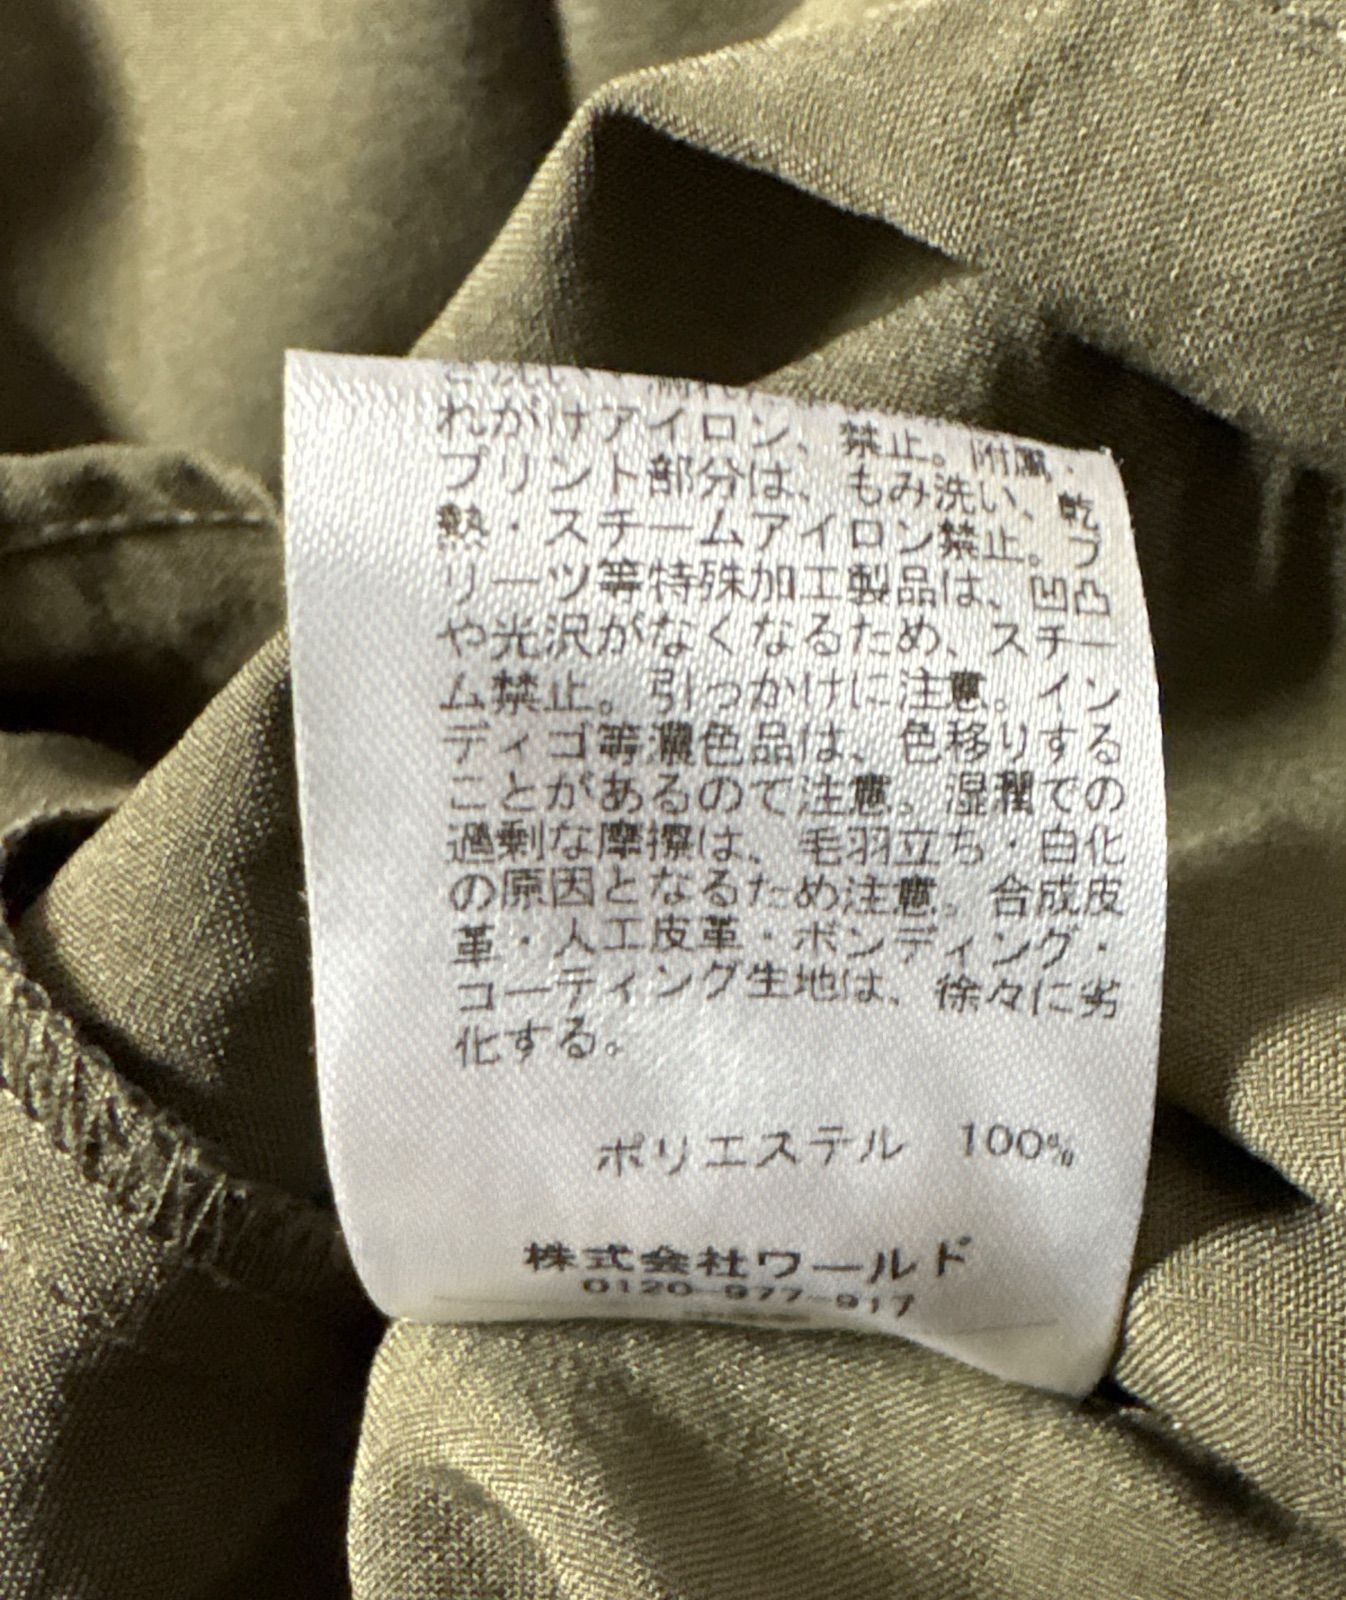 れがけアイロン、禁止。附属・
プリント部分は、もみ洗い、乾
熱・スチームアイロン禁止。プ
リーツ等特殊加工製品は、凹凸
や光沢がなくなるため、スチー
ム禁止。引っかけに注意。イン
ディゴ等濃色品は、色移りする
ことがあるので注意。湿潤での
過剰な摩擦は、毛羽立ち・白化
の原因となるため注意。合成皮
革・人工皮革・ボンディング・
コーティング生地は、徐々に劣
化する。
ポリエステル 100%
株式会社ワールド
0120-977-917